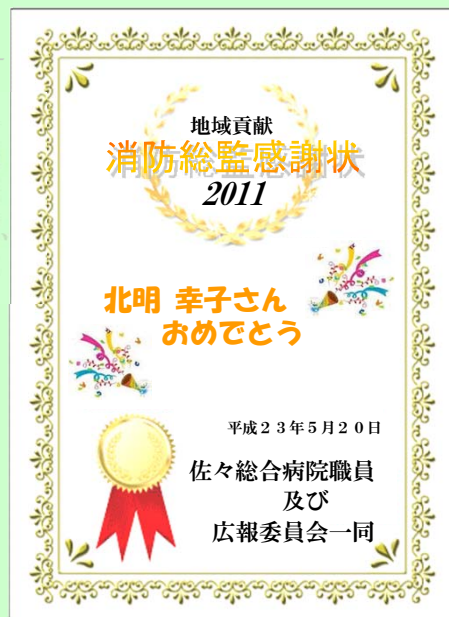 地域貢献
消防総監感謝状
2011
北明 幸子さん
おめでとう
平成23年5月20日
佐々総合病院職員
及び
広報委員会一同